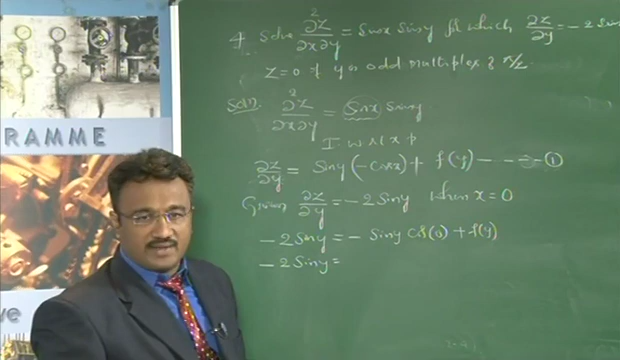 4 Solve ∂²z/∂x∂y = Sinx Siny for which ∂z/∂y = -2 Sin
Z=0 if y is odd multiple of π/2.
Soln. ∂²z/∂x∂y = Sinx Siny.
I w r t x
∂z/∂y = Siny (-Cosx) + f(y) ----- ①
Given ∂z/∂y = -2 Siny when x = 0
-2 Siny = - Siny Cos(0) + f(y)
-2 Siny =
RAMME
ve